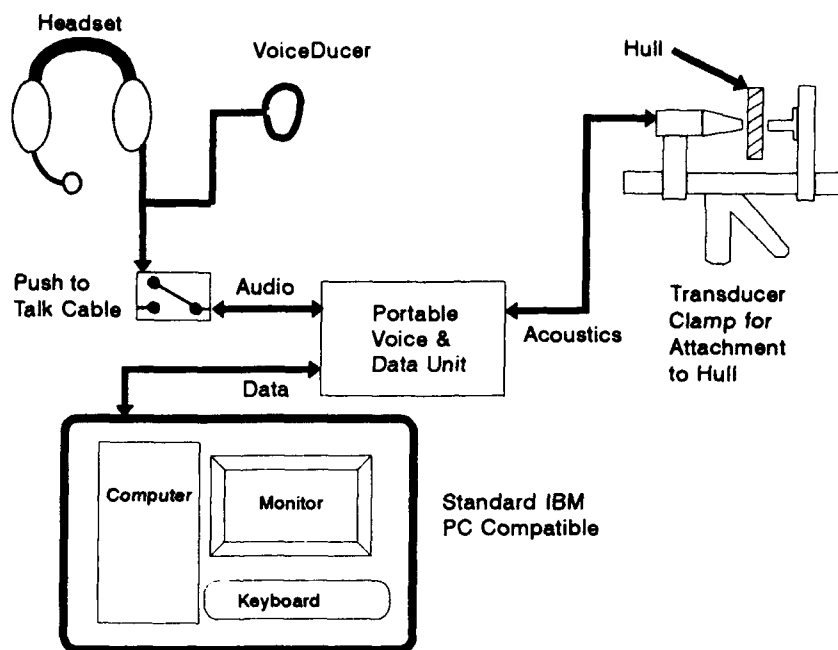 Headset
VoiceDucer
Hull
Push to
Talk Cable
Audio
Portable
Voice &
Data Unit
Acoustics
Transducer
Clamp for
Attachment
to Hull
Data
Computer
Monitor
Keyboard
Standard IBM
PC Compatible